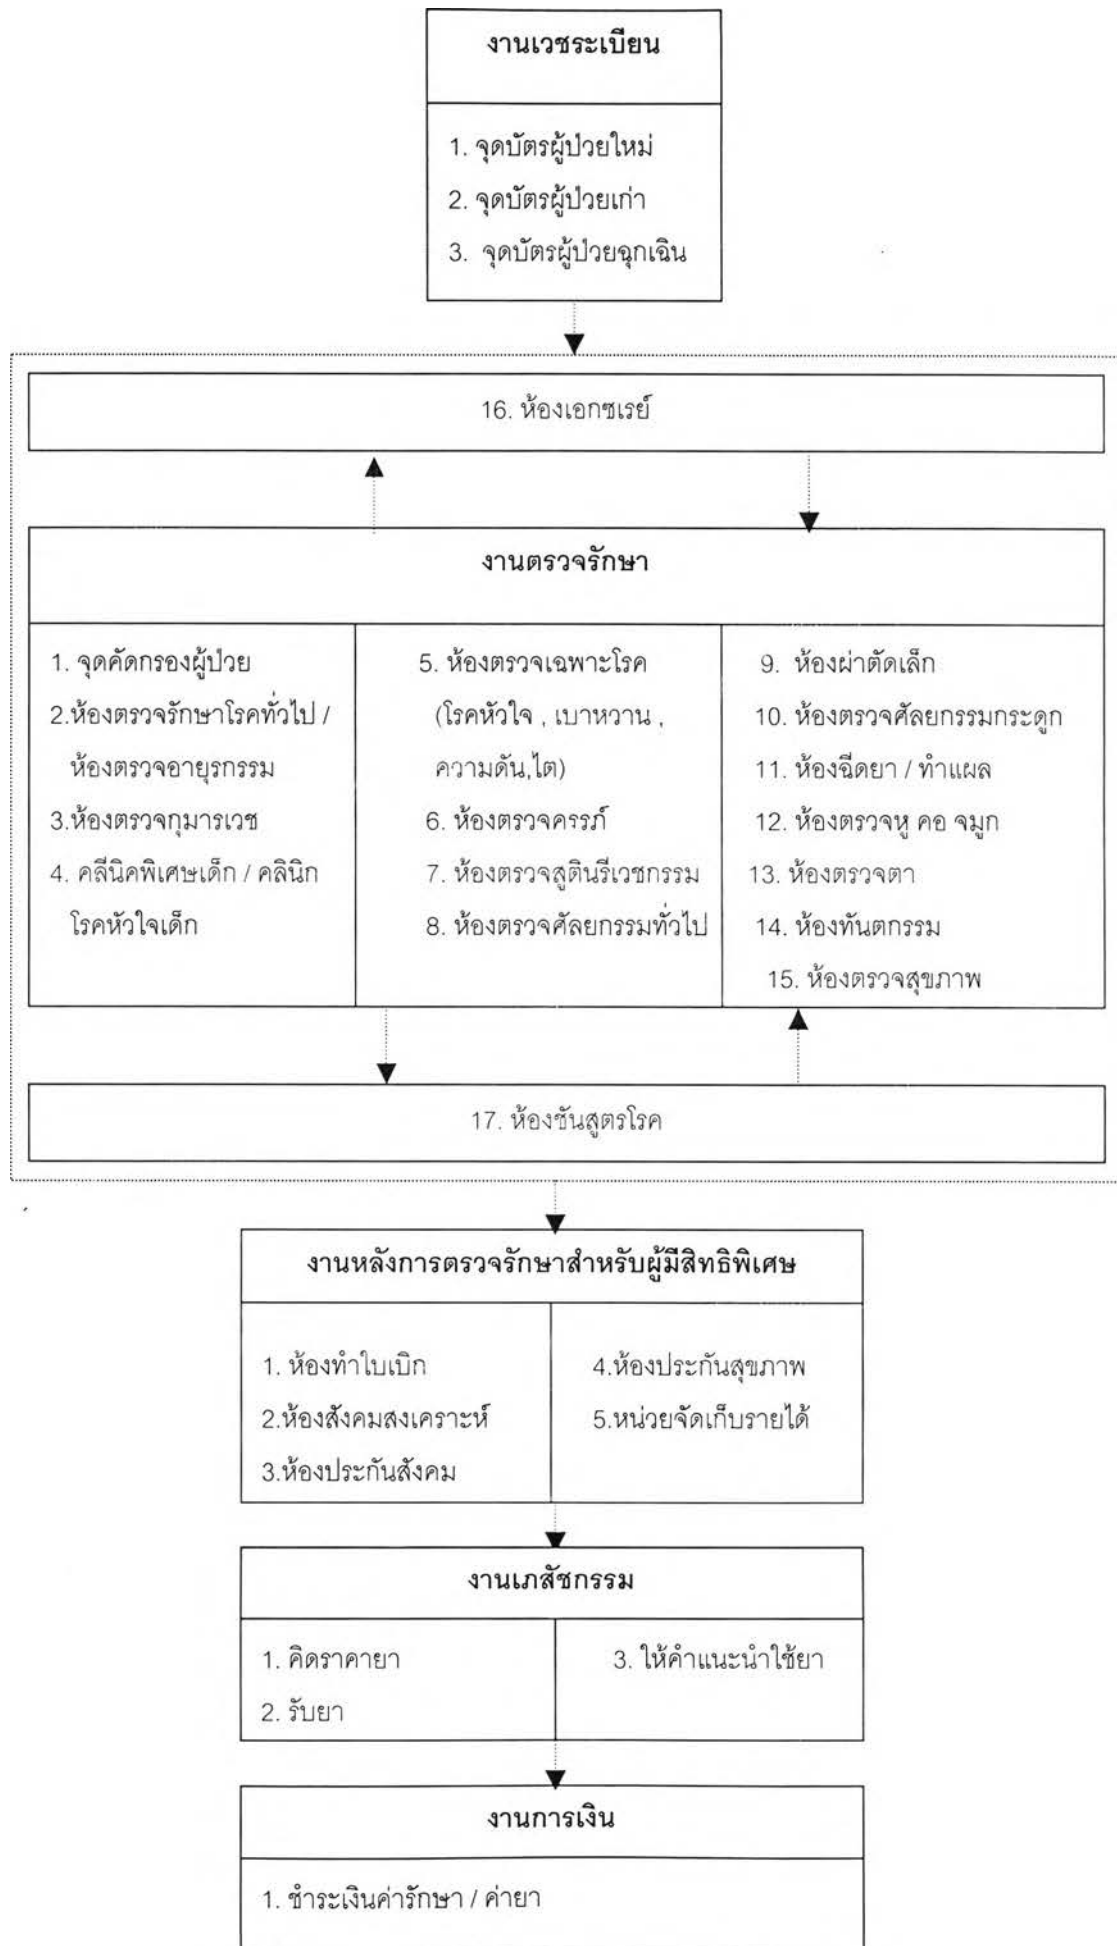 งานเวชระเบียน
1. จุดบัตรผู้ป่วยใหม่
2. จุดบัตรผู้ป่วยเก่า
3. จุดบัตรผู้ป่วยฉุกเฉิน
16. ห้องเอกซเรย์
งานตรวจรักษา
1. จุดคัดกรองผู้ป่วย
2.ห้องตรวจรักษาโรคทั่วไป /
ห้องตรวจอายุรกรรม
3.ห้องตรวจกุมารเวช
4. คลีนิคพิเศษเด็ก / คลินิก
โรคหัวใจเด็ก
5. ห้องตรวจเฉพาะโรค
(โรคหัวใจ , เบาหวาน ,
ความดัน,ไต)
6. ห้องตรวจครรภ์
7. ห้องตรวจสูตินรีเวชกรรม
8. ห้องตรวจศัลยกรรมทั่วไป
9. ห้องผ่าตัดเล็ก
10. ห้องตรวจศัลยกรรมกระดูก
11. ห้องฉีดยา / ทำแผล
12. ห้องตรวจหู คอ จมูก
13. ห้องตรวจตา
14. ห้องทันตกรรม
15. ห้องตรวจสุขภาพ
17. ห้องชันสูตรโรค
งานหลังการตรวจรักษาสำหรับผู้มีสิทธิพิเศษ
1. ห้องทำใบเบิก
2.ห้องสังคมสงเคราะห์
3.ห้องประกันสังคม
4.ห้องประกันสุขภาพ
5.หน่วยจัดเก็บรายได้
งานเภสัชกรรม
1. คิดราคายา
2. รับยา
3. ให้คำแนะนำใช้ยา
งานการเงิน
1. ชำระเงินค่ารักษา / ค่ายา